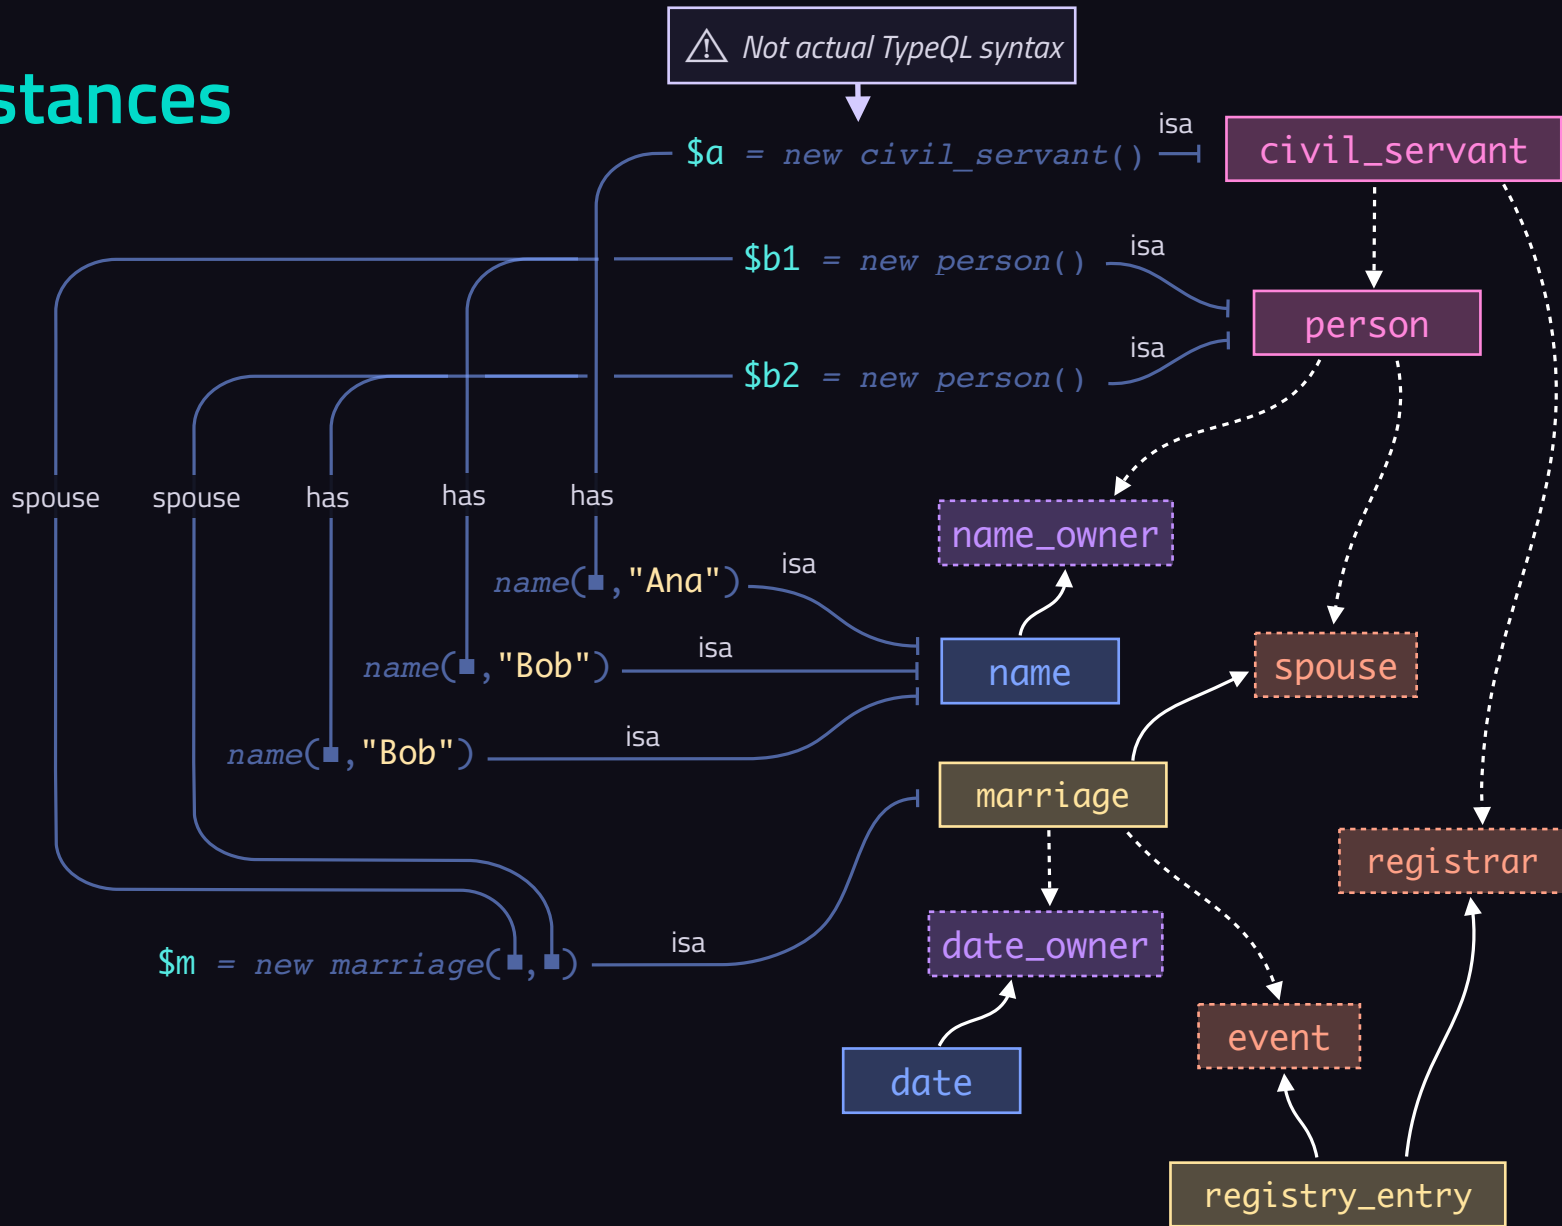 ⚠ Not actual TypeQL syntax
stances
isa
$a = new civil_servant()
civil_servant
isa
$b1 = new person()
person
isa
$b2 = new person()
spouse spouse has has has
name_owner
isa
name(■,"Ana")
isa
name(■,"Bob")
name
spouse
isa
name(■,"Bob")
marriage
registrar
isa
$m = new marriage(■,■)
date_owner
event
date
registry_entry